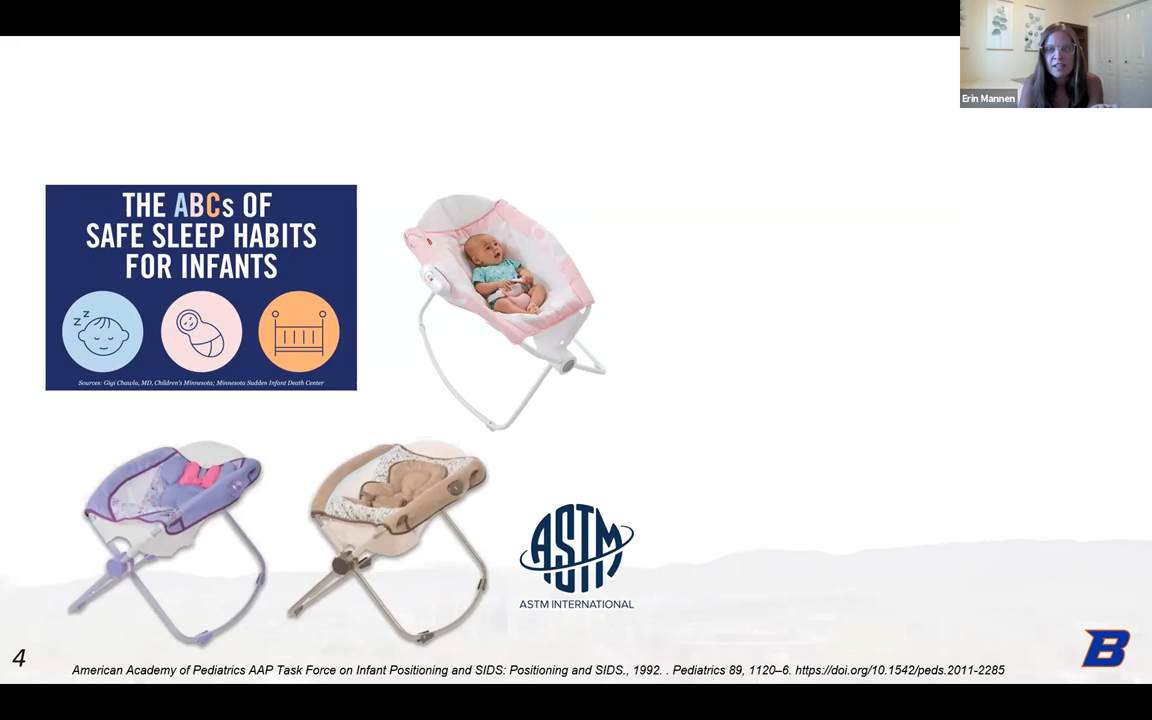 Erin Mannen
THE ABCs OF
SAFE SLEEP HABITS
FOR INFANTS
z z z
Sources: Gigi Chawla, MD, Children's Minnesota; Minnesota Sudden Infant Death Center
ASTM
ASTM INTERNATIONAL
B
4
American Academy of Pediatrics AAP Task Force on Infant Positioning and SIDS: Positioning and SIDS., 1992. . Pediatrics 89, 1120–6. https://doi.org/10.1542/peds.2011-2285